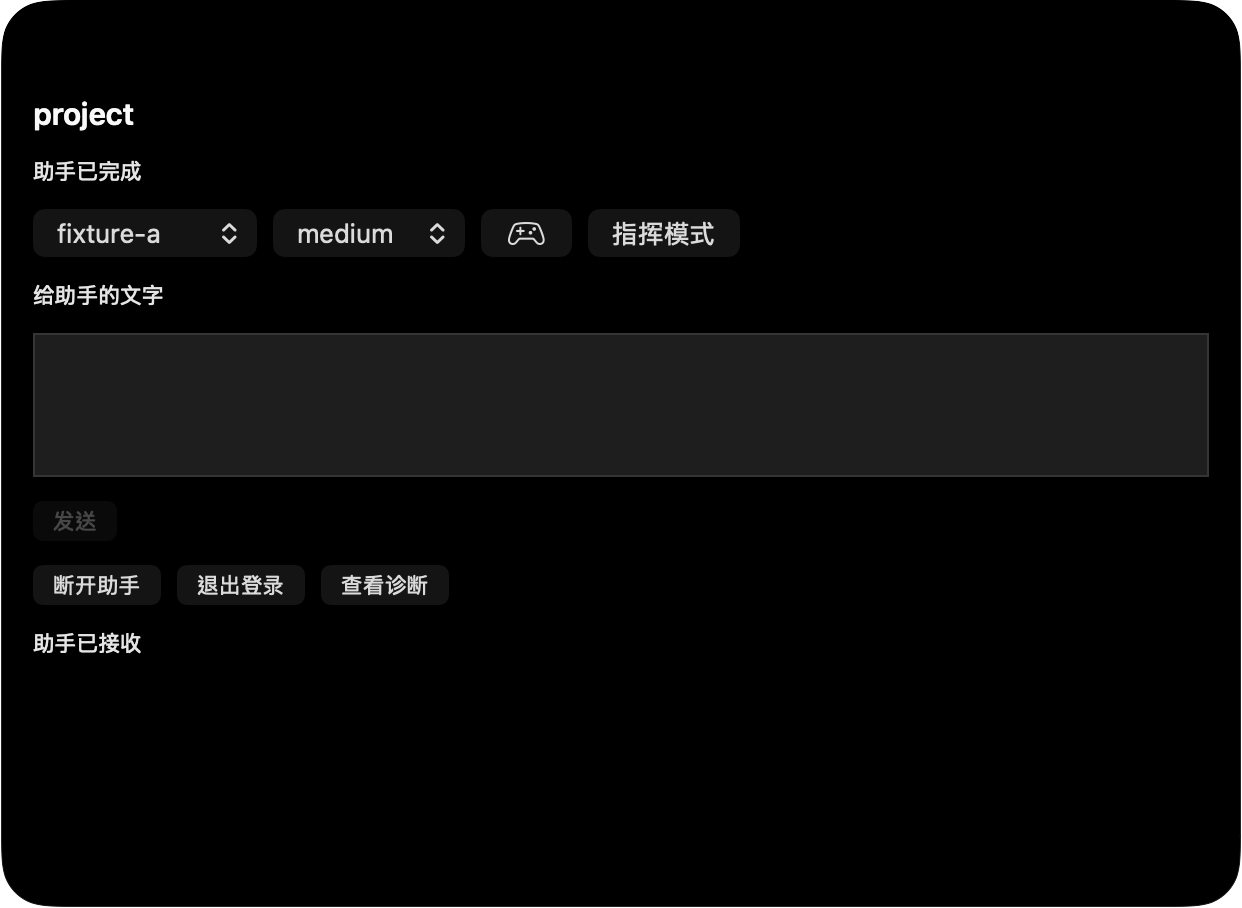 project
助手已完成
fixture-a medium 指挥模式
给助手的文字
发送
断开助手 退出登录 查看诊断
助手已接收